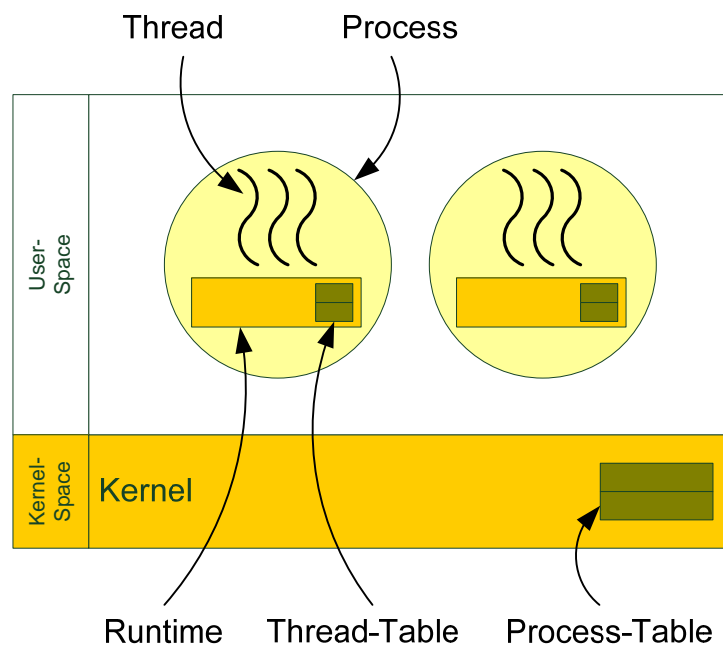 Thread
Process
User-
Space
Kernel-
Space
Kernel
Runtime
Thread-Table
Process-Table